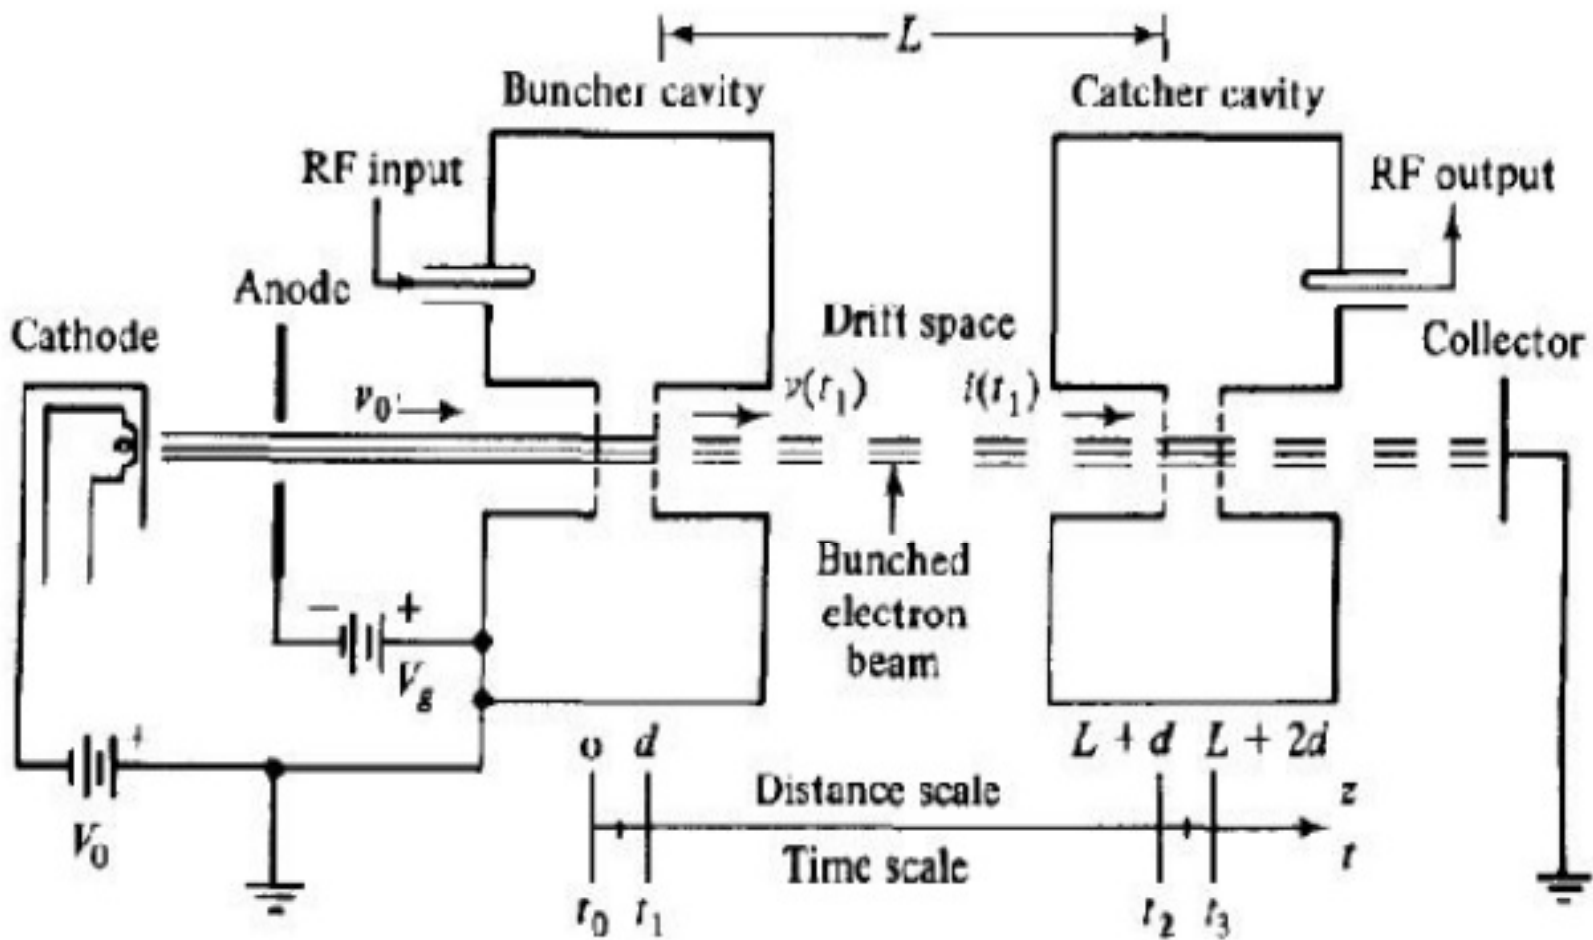 L
Buncher cavity
Catcher cavity
RF input
RF output
Anode
Cathode
Drift space
Collector
v0
v(t1)
i(t1)
Bunched
electron
beam
− +
Vg
+
V0
0 d
L + d L + 2d
Distance scale
z
Time scale
t
t0 t1
t2 t3